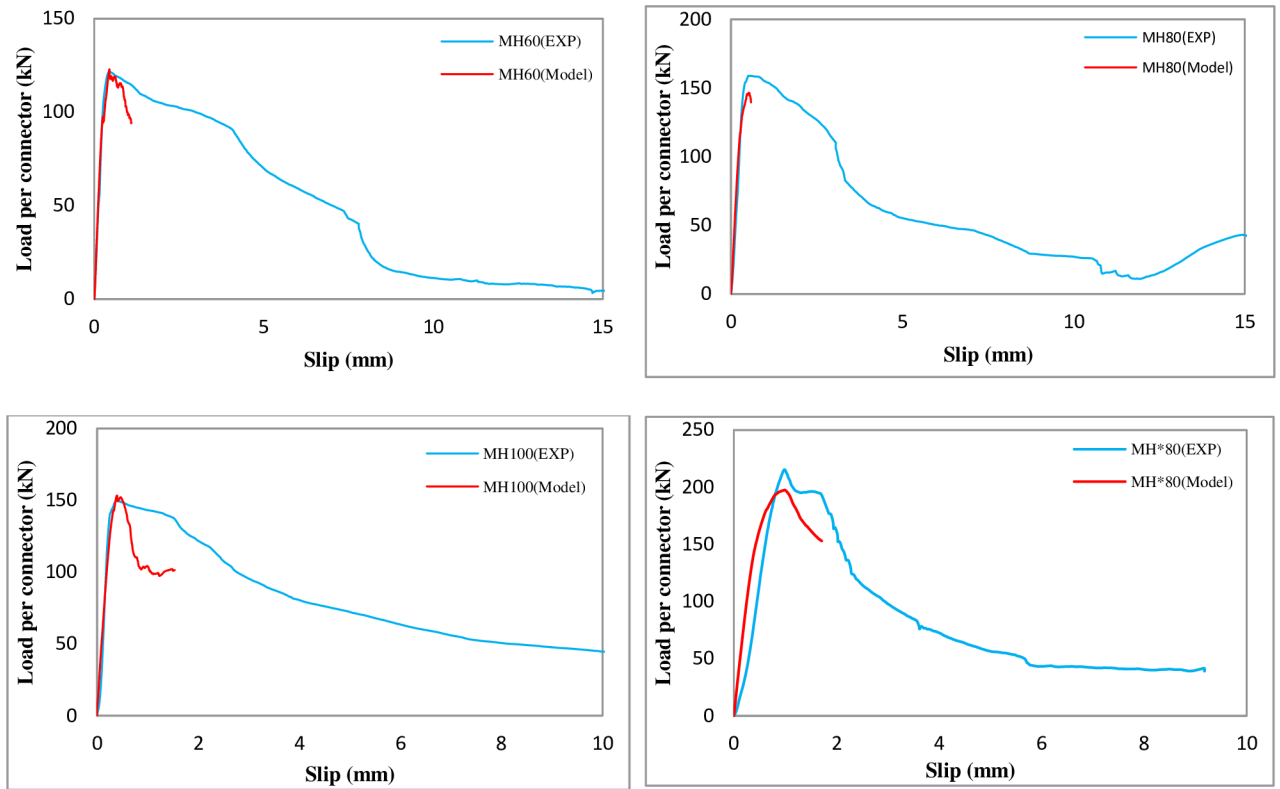 150
100
50
0
Load per connector (kN)
MH60(EXP)
MH60(Model)
0 5 10 15
Slip (mm)
200
150
100
50
0
Load per connector (kN)
MH80(EXP)
MH80(Model)
0 5 10 15
Slip (mm)
200
150
100
50
0
Load per connector (kN)
MH100(EXP)
MH100(Model)
0 2 4 6 8 10
Slip (mm)
250
200
150
100
50
0
Load per connector (kN)
MH*80(EXP)
MH*80(Model)
0 2 4 6 8 10
Slip (mm)